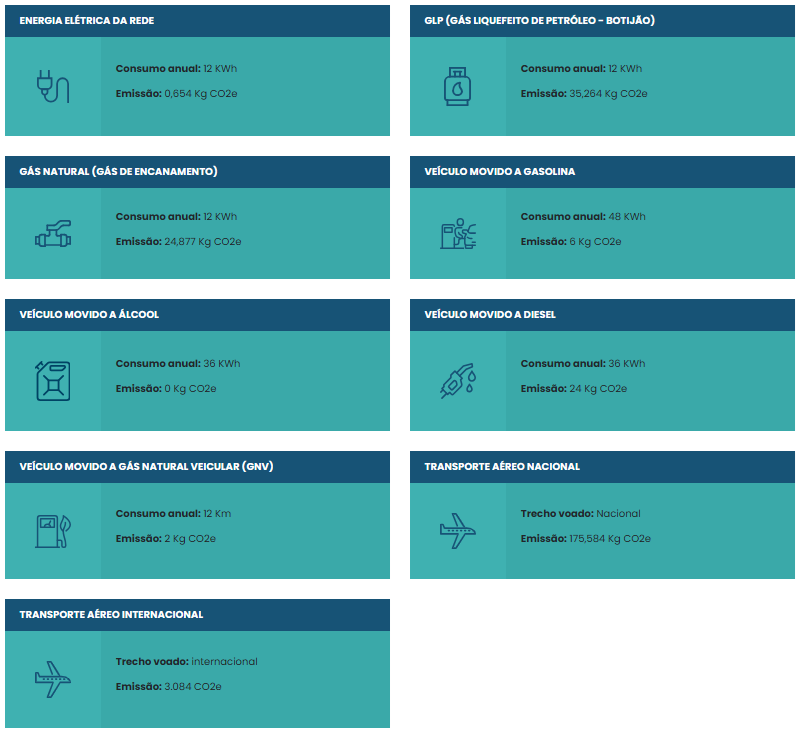 ENERGIA ELÉTRICA DA REDE
Consumo anual: 12 KWh
Emissão: 0,654 Kg CO2e
GLP (GÁS LIQUEFEITO DE PETRÓLEO – BOTIJÃO)
Consumo anual: 12 KWh
Emissão: 35,264 Kg CO2e
GÁS NATURAL (GÁS DE ENCANAMENTO)
Consumo anual: 12 KWh
Emissão: 24,877 Kg CO2e
VEÍCULO MOVIDO A GASOLINA
Consumo anual: 48 KWh
Emissão: 6 Kg CO2e
VEÍCULO MOVIDO A ÁLCOOL
Consumo anual: 36 KWh
Emissão: 0 Kg CO2e
VEÍCULO MOVIDO A DIESEL
Consumo anual: 36 KWh
Emissão: 24 Kg CO2e
VEÍCULO MOVIDO A GÁS NATURAL VEICULAR (GNV)
Consumo anual: 12 Km
Emissão: 2 Kg CO2e
TRANSPORTE AÉREO NACIONAL
Trecho voado: Nacional
Emissão: 175,584 Kg CO2e
TRANSPORTE AÉREO INTERNACIONAL
Trecho voado: internacional
Emissão: 3.084 CO2e